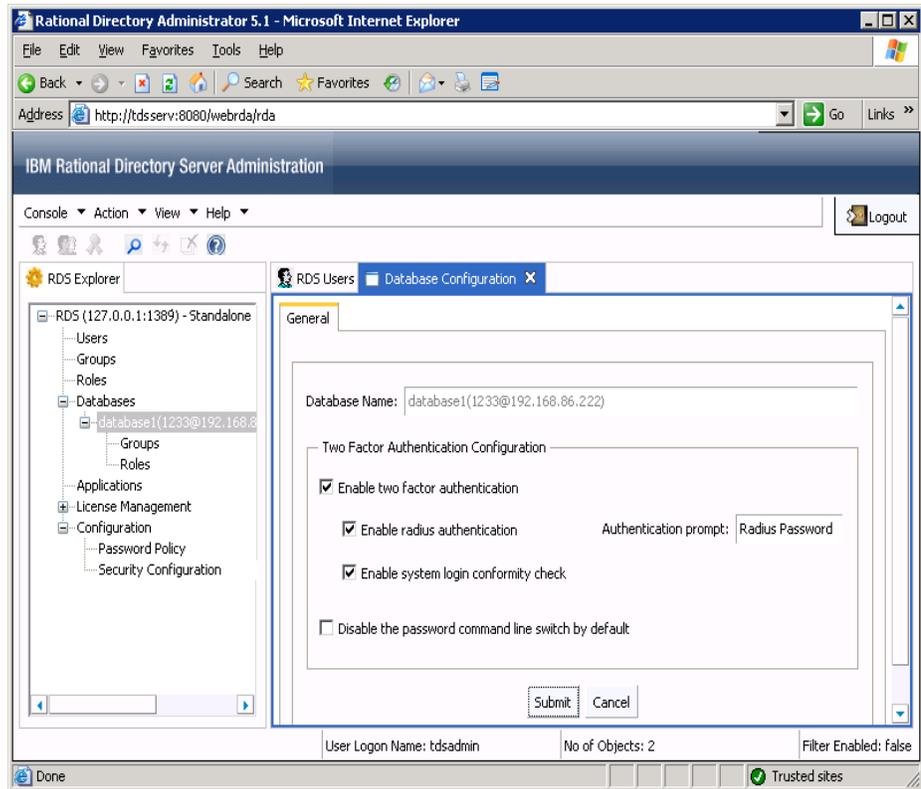 Rational Directory Administrator 5.1 - Microsoft Internet Explorer
File Edit View Favorites Tools Help
Back Search Favorites
Address http://tdsserv:8080/webrda/rda Go Links »
IBM Rational Directory Server Administration
Console Action View Help
Logout
RDS Explorer
RDS (127.0.0.1:1389) - Standalone
Users
Groups
Roles
Databases
database1(1233@192.168.8
Groups
Roles
Applications
License Management
Configuration
Password Policy
Security Configuration
RDS Users Database Configuration X
General
Database Name: database1(1233@192.168.86.222)
Two Factor Authentication Configuration
Enable two factor authentication
Enable radius authentication Authentication prompt: Radius Password
Enable system login conformity check
Disable the password command line switch by default
Submit Cancel
User Logon Name: tdsadmin No of Objects: 2 Filter Enabled: false
Done Trusted sites